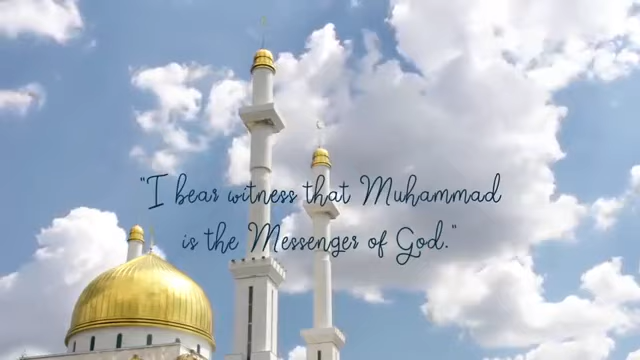 "I bear witness that Muhammad
is the Messenger of God."